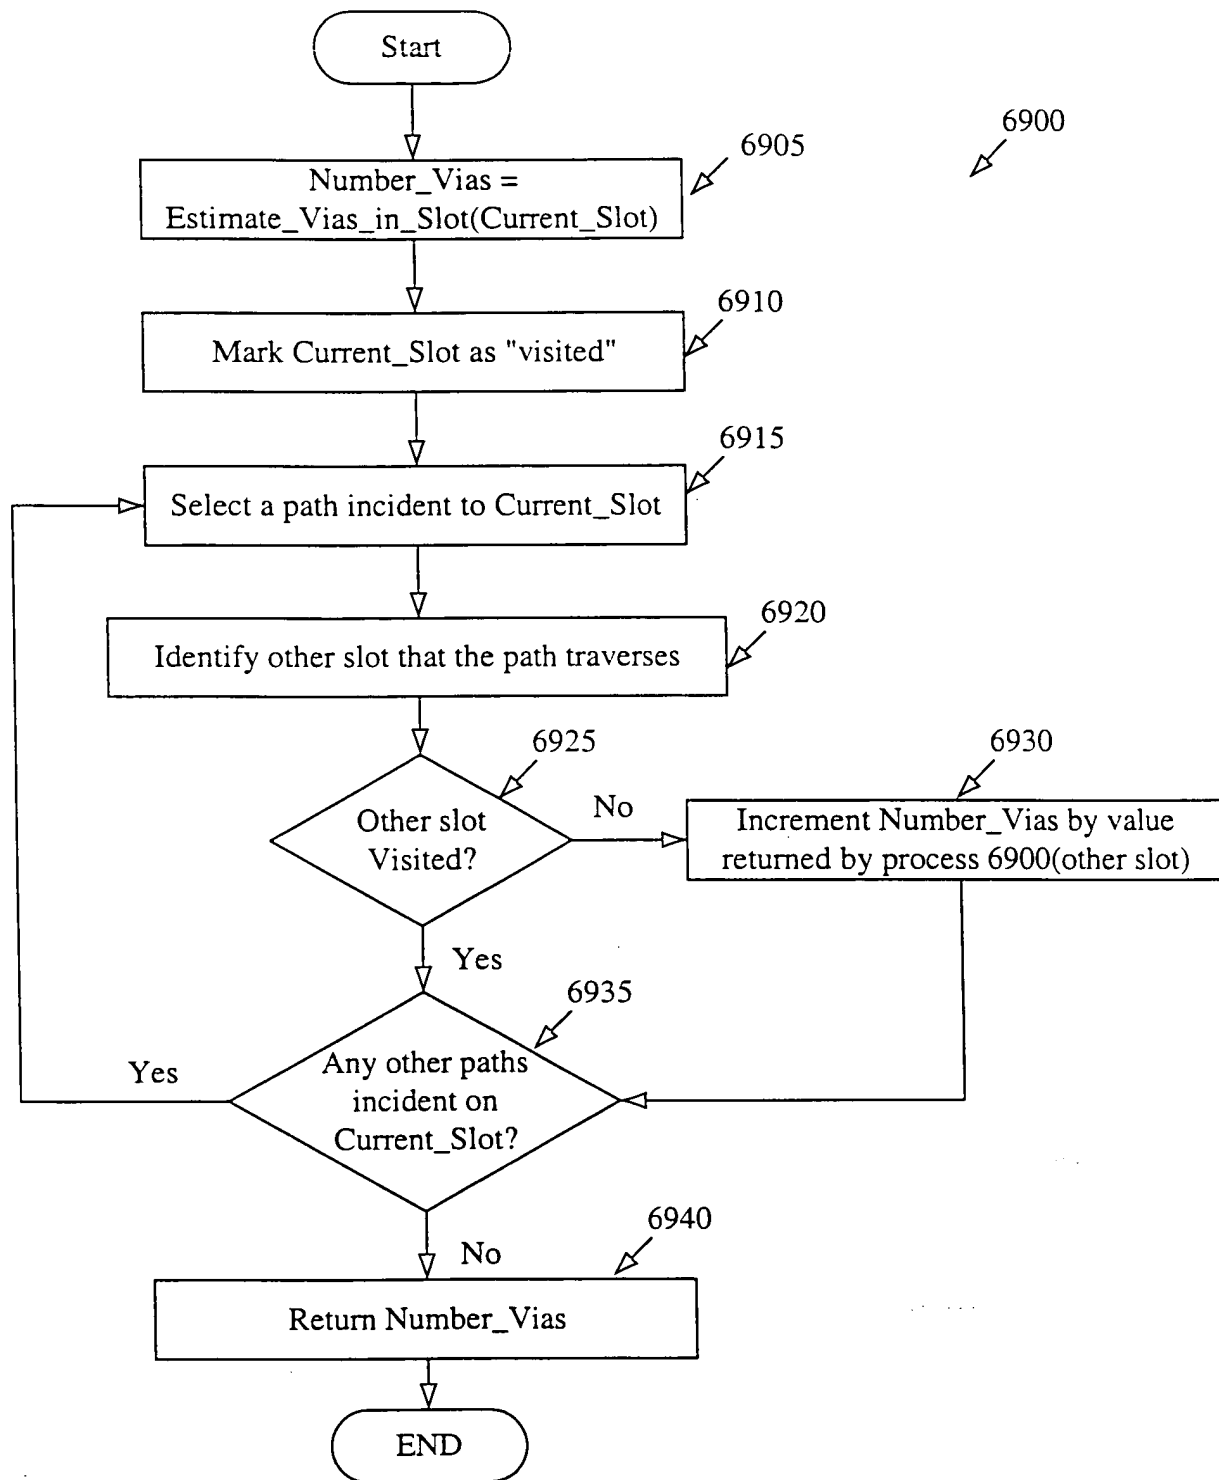 Start
6900
6905
Number_Vias =
Estimate_Vias_in_Slot(Current_Slot)
6910
Mark Current_Slot as "visited"
6915
Select a path incident to Current_Slot
6920
Identify other slot that the path traverses
6925
Other slot
Visited?
No
6930
Increment Number_Vias by value
returned by process 6900(other slot)
Yes
6935
Any other paths
incident on
Current_Slot?
Yes
No
6940
Return Number_Vias
END